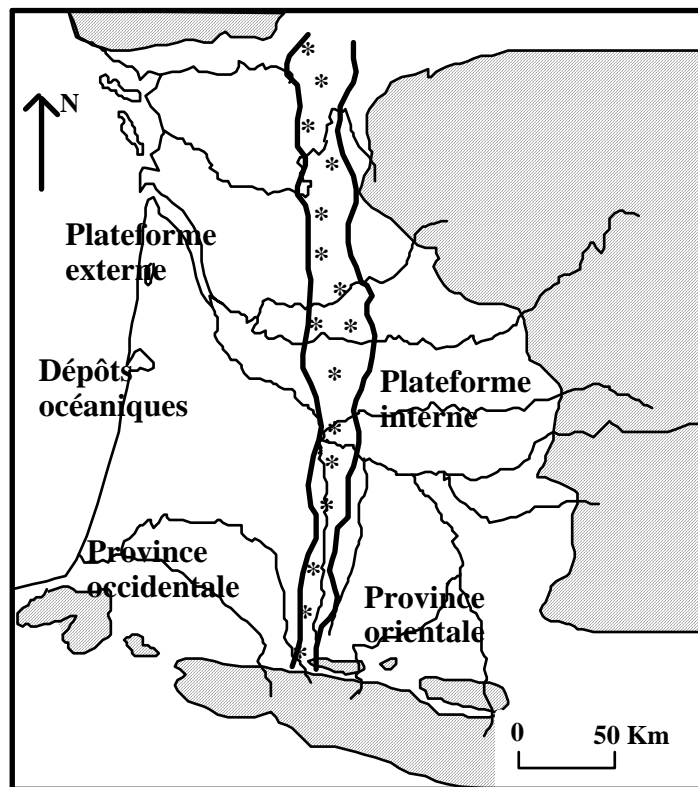 N
Plateforme
externe
Dépôts
océaniques
Plateforme
interne
Province
occidentale
Province
orientale
0 50 Km